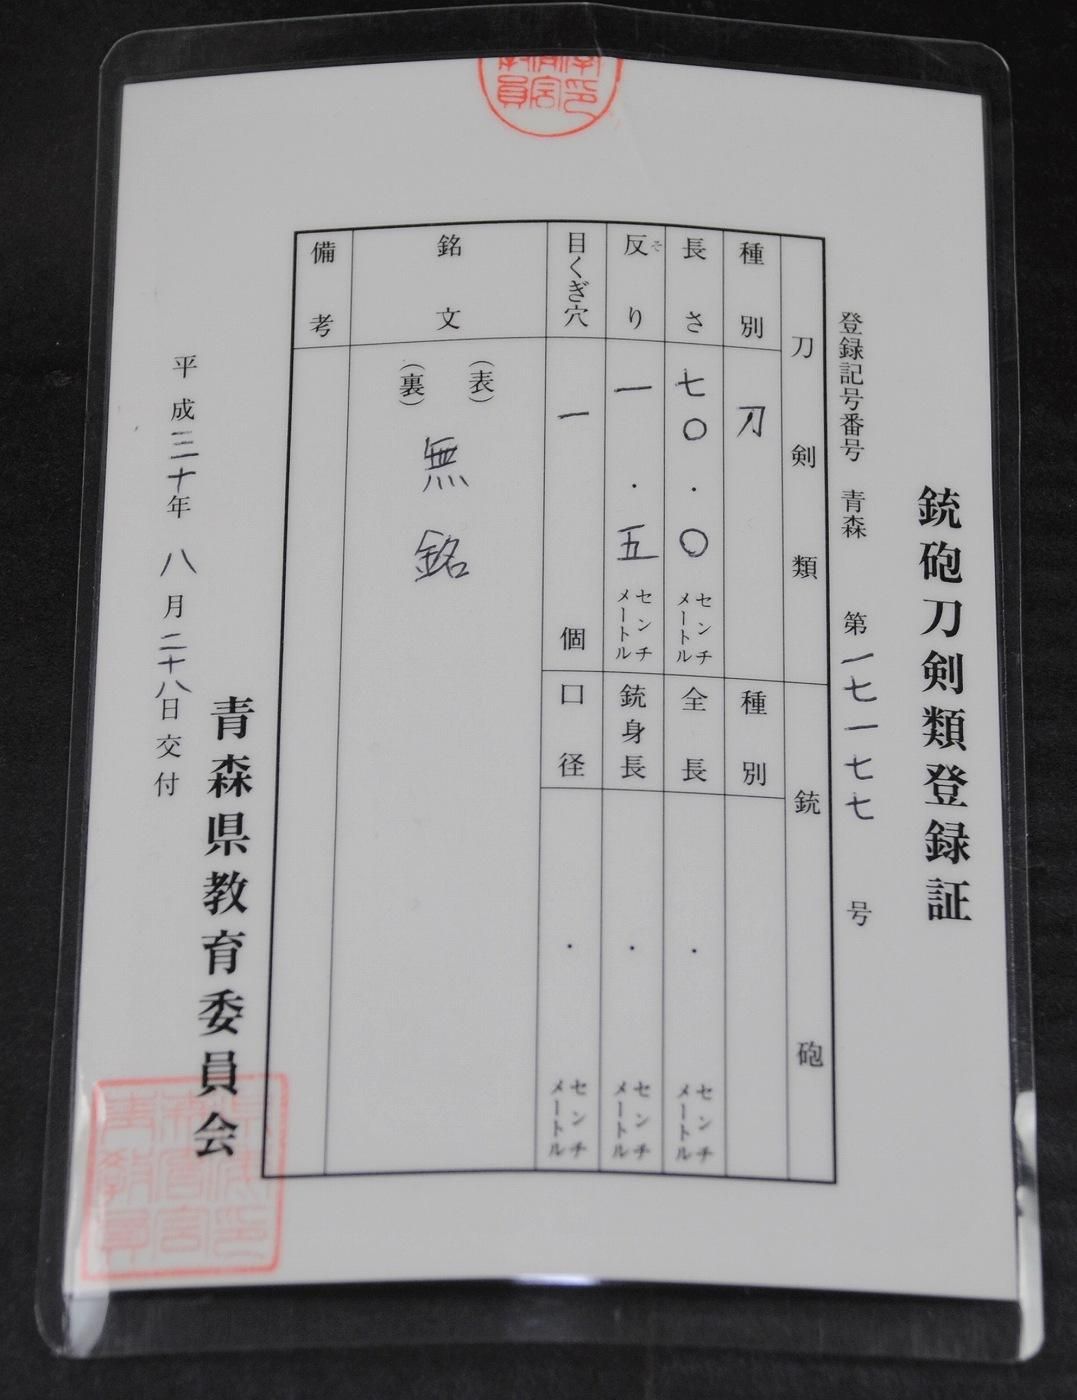 銃砲刀剣類登録証
登録記号番号 青森 第一七一七七号
刀剣類
種別 刀
長さ 七〇・〇 センチメートル
反り 一・五 センチメートル
そ
目くぎ穴 一 個
銘文 (表) (裏) 無銘
備考
銃砲
種別
全長 ・ センチメートル
銃身長 ・ センチメートル
口径 ・ センチメートル
平成三十年八月二十八日交付
青森県教育委員会